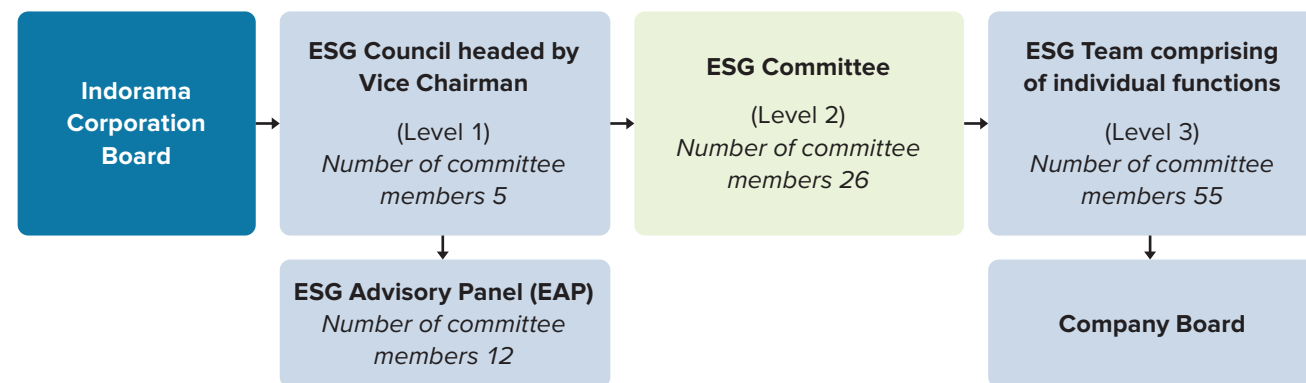 Indorama
Corporation
Board
ESG Council headed by
Vice Chairman
(Level 1)
Number of committee
members 5
ESG Committee
(Level 2)
Number of committee
members 26
ESG Team comprising
of individual functions
(Level 3)
Number of committee
members 55
ESG Advisory Panel (EAP)
Number of committee
members 12
Company Board